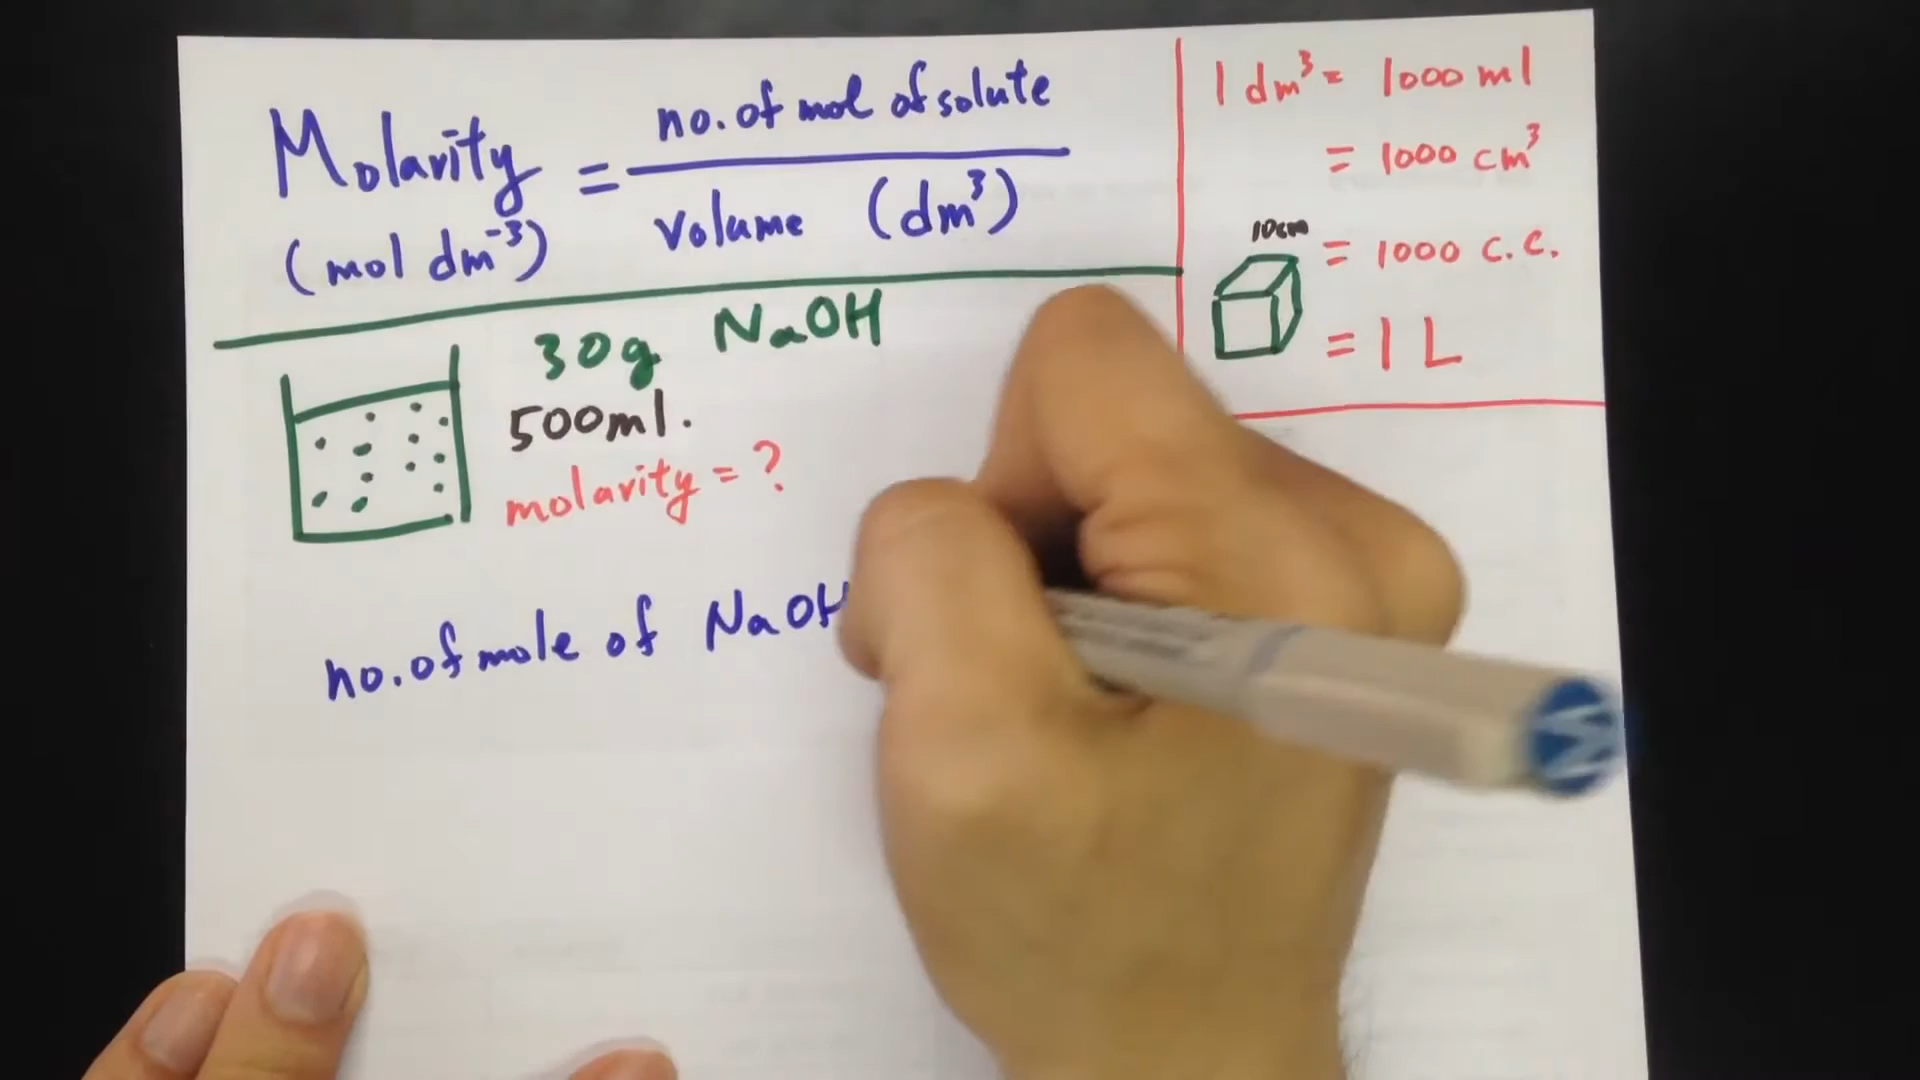 Molarity = no. of mol of solute
(mol dm⁻³) volume (dm³)
1 dm³ = 1000 ml
= 1000 cm³
10cm = 1000 c.c.
= 1 L
30g NaOH
500ml.
molarity = ?
no. of mole of NaOH